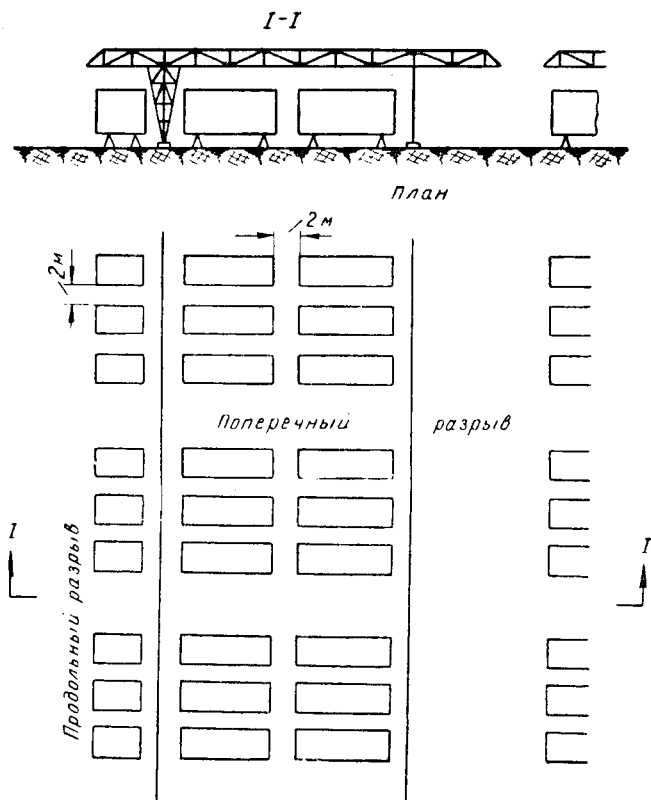 I-I
План
2м
2м
Поперечный разрыв
Продольный разрыв
I
I